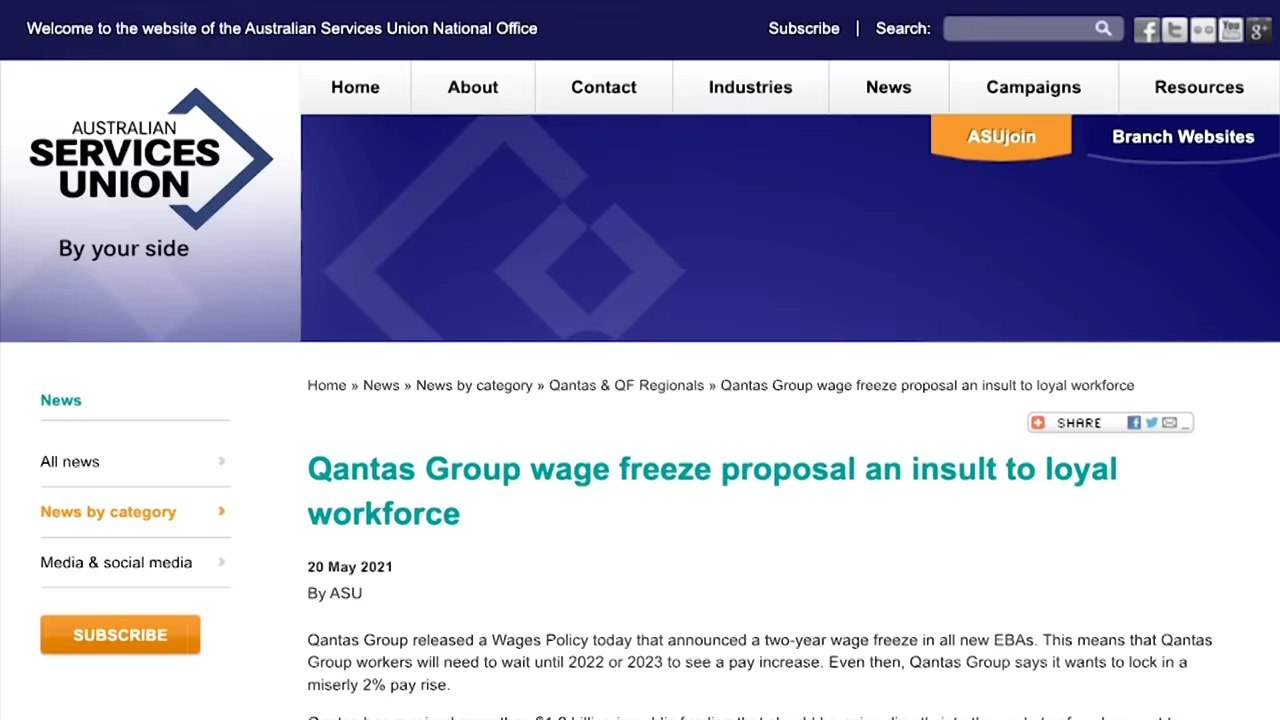 Welcome to the website of the Australian Services Union National Office
Subscribe | Search:
Home
About
Contact
Industries
News
Campaigns
Resources
ASUjoin
Branch Websites
AUSTRALIAN
SERVICES
UNION
By your side
Home » News » News by category » Qantas & QF Regionals » Qantas Group wage freeze proposal an insult to loyal workforce
SHARE
News
All news
News by category
Media & social media
SUBSCRIBE
Qantas Group wage freeze proposal an insult to loyal
workforce
20 May 2021
By ASU
Qantas Group released a Wages Policy today that announced a two-year wage freeze in all new EBAs. This means that Qantas
Group workers will need to wait until 2022 or 2023 to see a pay increase. Even then, Qantas Group says it wants to lock in a
miserly 2% pay rise.